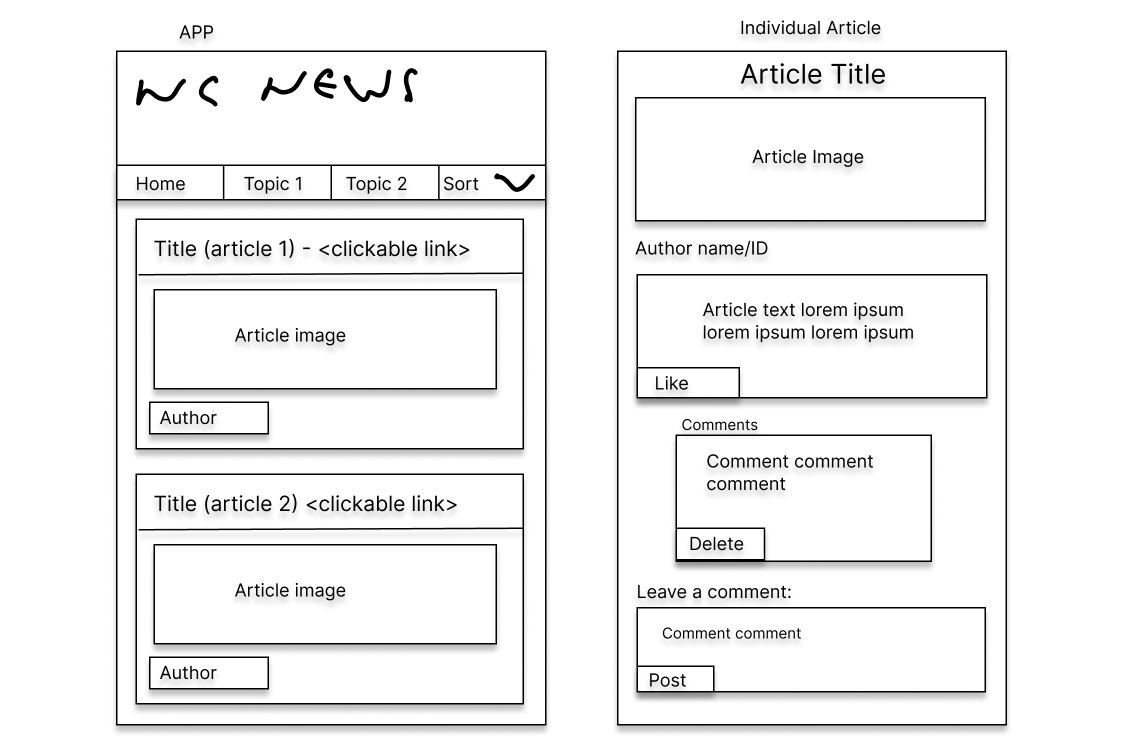 APP
NC NEWS
Home Topic 1 Topic 2 Sort
Title (article 1) - <clickable link>
Article image
Author
Title (article 2) <clickable link>
Article image
Author
Individual Article
Article Title
Article Image
Author name/ID
Article text lorem ipsum
lorem ipsum lorem ipsum
Like
Comments
Comment comment
comment
Delete
Leave a comment:
Comment comment
Post